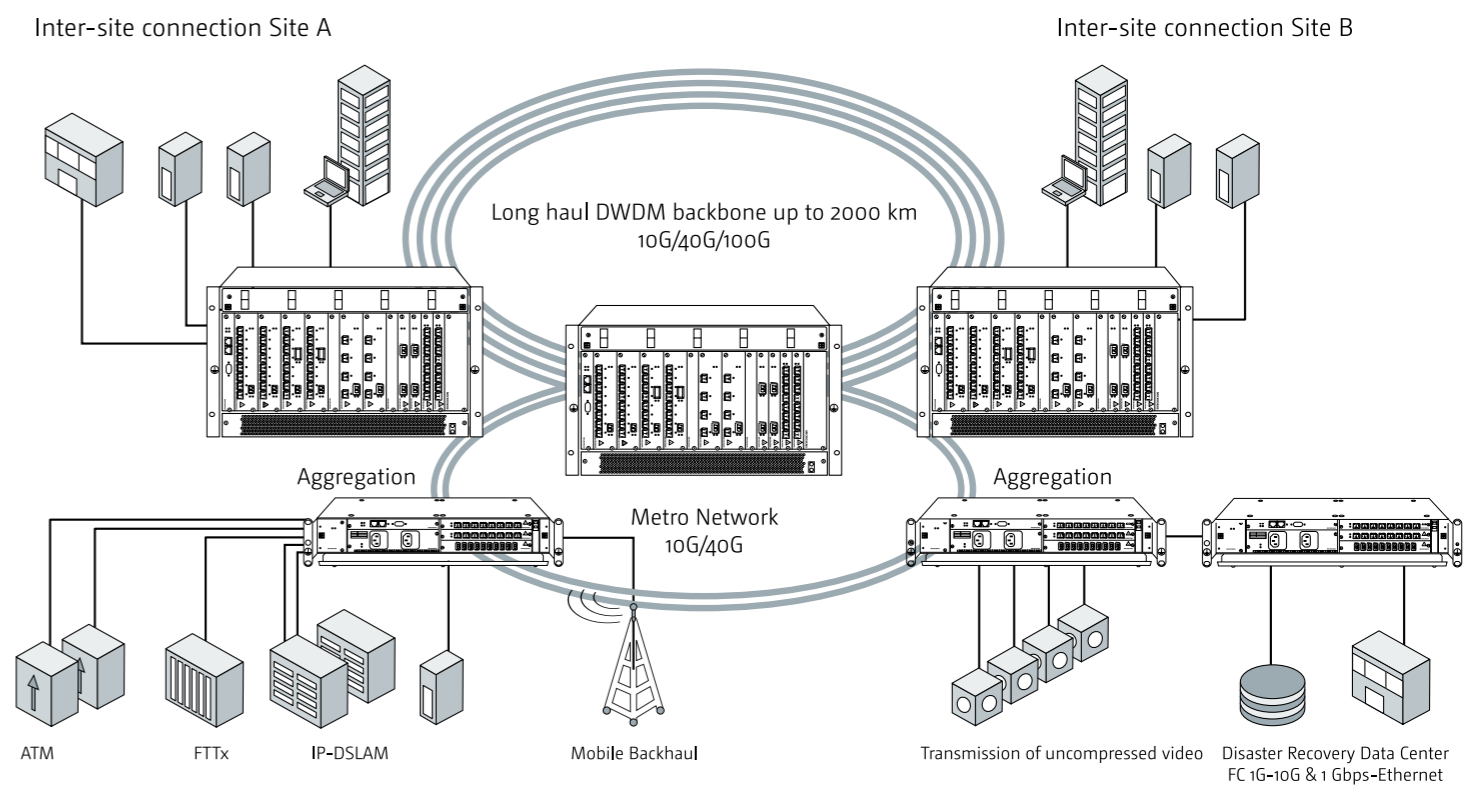 Inter-site connection Site A
Inter-site connection Site B
Long haul DWDM backbone up to 2000 km
10G/40G/100G
Aggregation
Aggregation
Metro Network
10G/40G
ATM
FTTx
IP-DSLAM
Mobile Backhaul
Transmission of uncompressed video
Disaster Recovery Data Center
FC 1G-10G & 1 Gbps-Ethernet